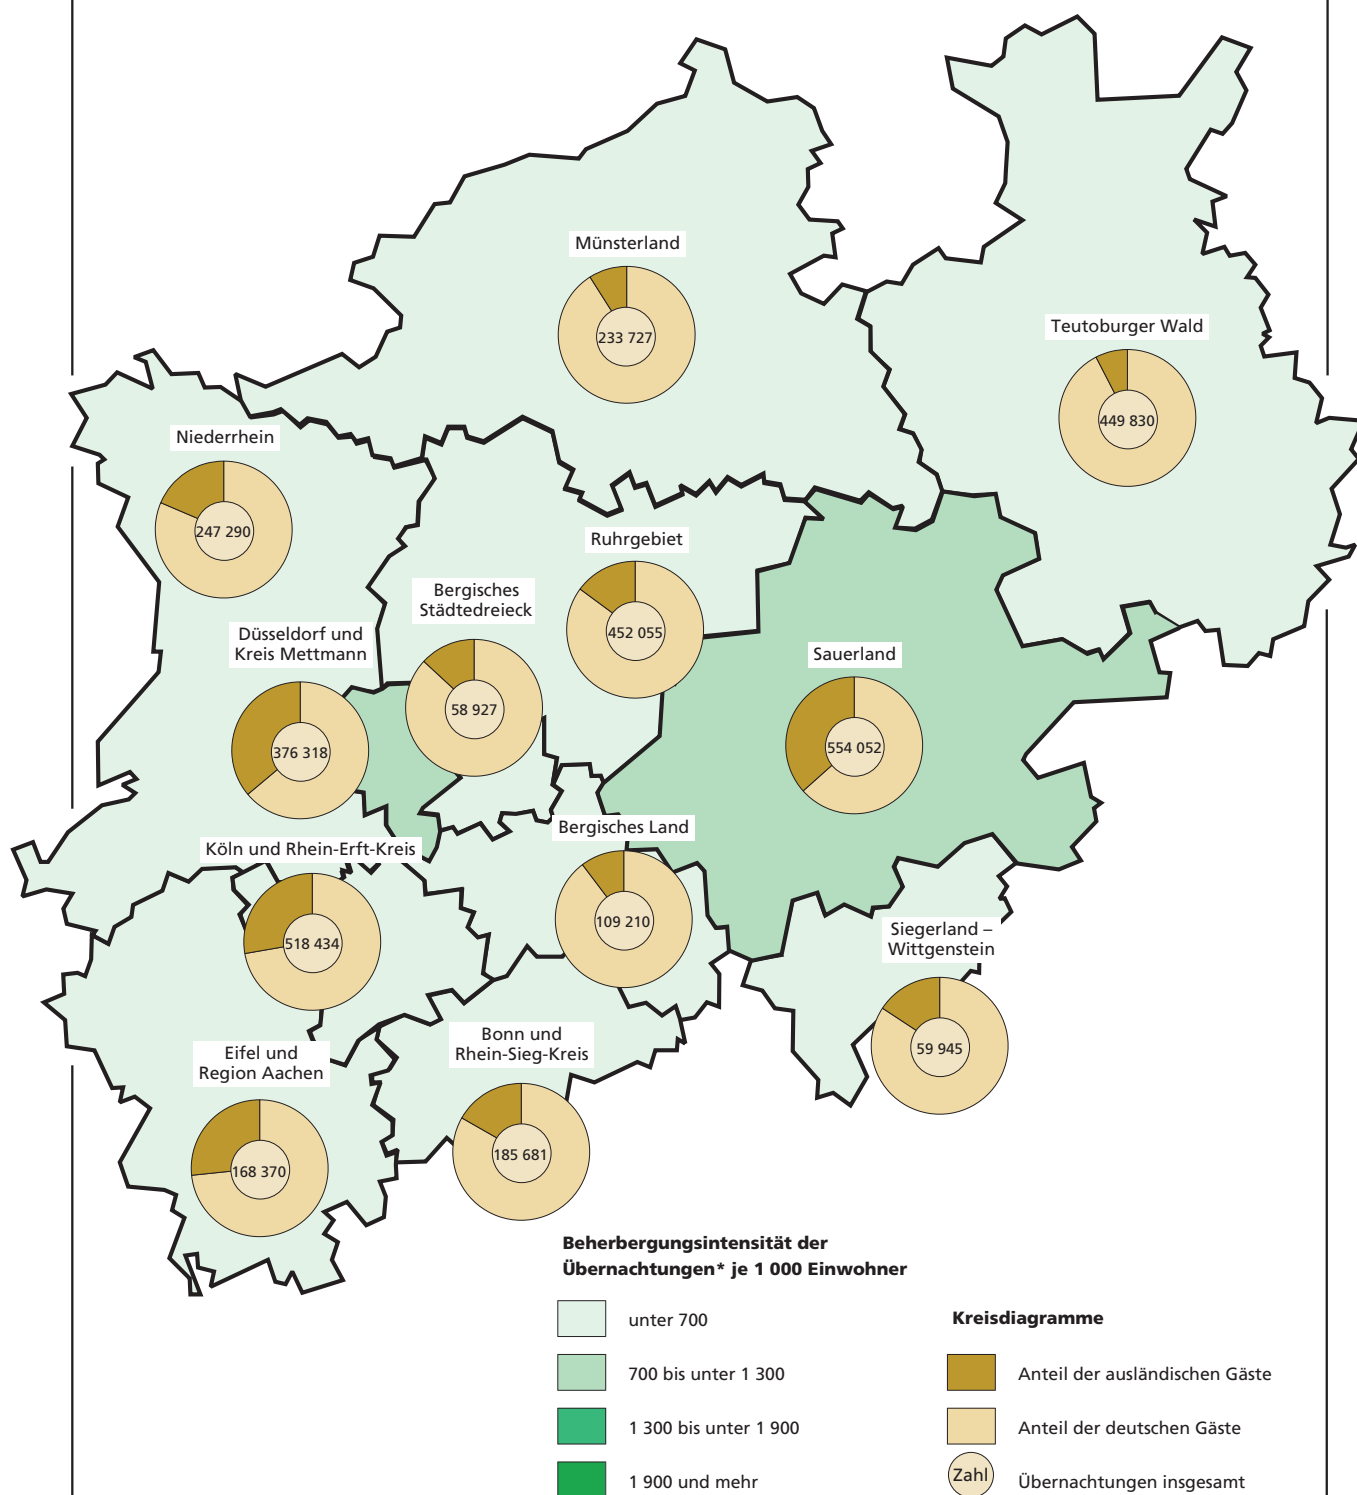 Münsterland
233 727
Teutoburger Wald
449 830
Niederrhein
247 290
Ruhrgebiet
452 055
Bergisches
Städtedreieck
58 927
Düsseldorf und
Kreis Mettmann
376 318
Sauerland
554 052
Bergisches Land
109 210
Köln und Rhein-Erft-Kreis
518 434
Siegerland –
Wittgenstein
59 945
Bonn und
Rhein-Sieg-Kreis
185 681
Eifel und
Region Aachen
168 370
Beherbergungsintensität der
Übernachtungen* je 1 000 Einwohner
unter 700
700 bis unter 1 300
1 300 bis unter 1 900
1 900 und mehr
Kreisdiagramme
Anteil der ausländischen Gäste
Anteil der deutschen Gäste
Zahl Übernachtungen insgesamt